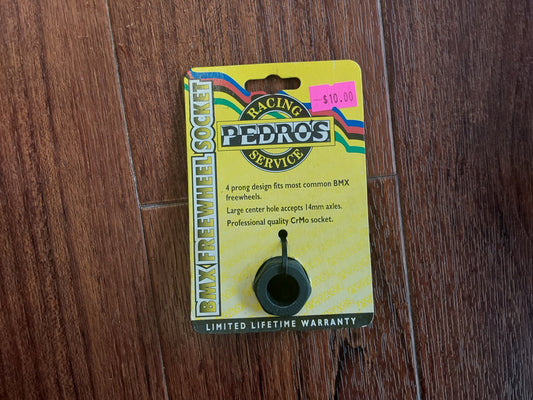 BMX FREEWHEEL SOCKET
RACING
PEDRO'S
SERVICE
$10.00
4 prong design fits most common BMX
freewheels.
Large center hole accepts 14mm axles.
Professional quality CrMo socket.
LIMITED LIFETIME WARRANTY